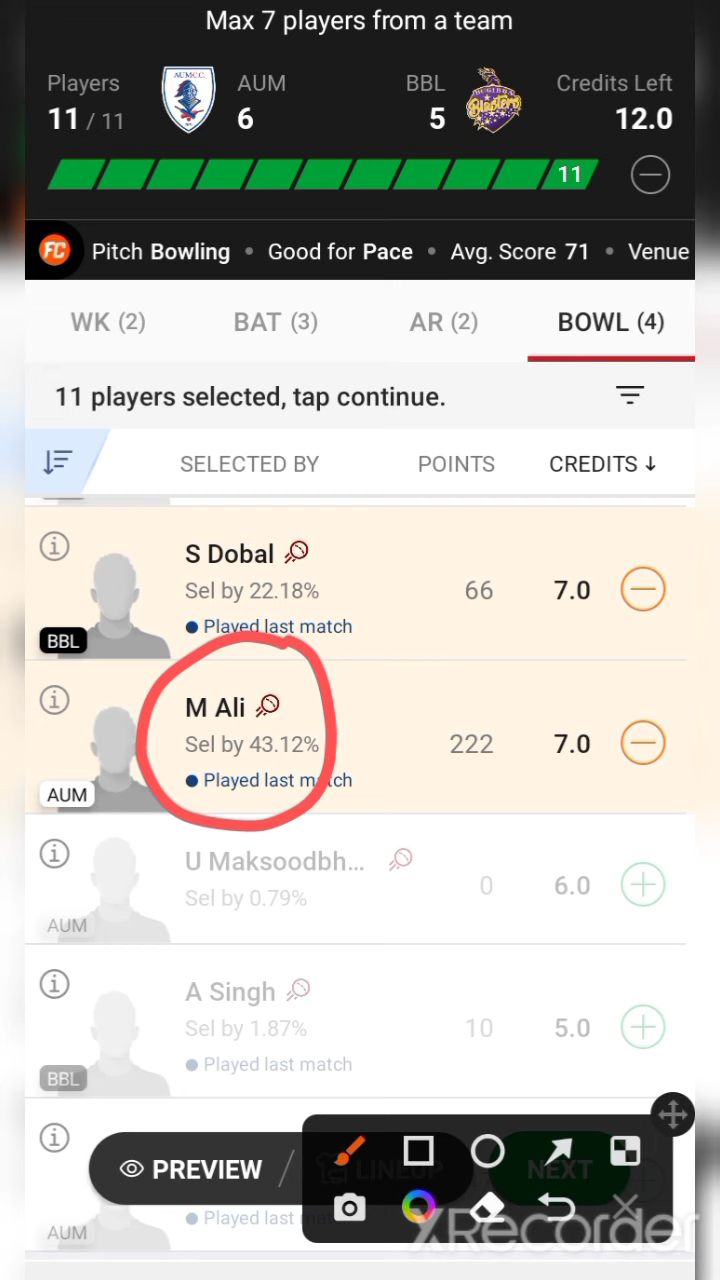 Max 7 players from a team
Players AUM BBL Credits Left
11 / 11 6 5 12.0
11
FC Pitch Bowling • Good for Pace • Avg. Score 71 • Venue
WK (2) BAT (3) AR (2) BOWL (4)
11 players selected, tap continue.
SELECTED BY POINTS CREDITS ↓
S Dobal
Sel by 22.18% 66 7.0
Played last match
BBL
M Ali
Sel by 43.12% 222 7.0
Played last match
AUM
U Maksoodbh...
Sel by 0.79% 0 6.0
AUM
A Singh
Sel by 1.87% 10 5.0
Played last match
BBL
PREVIEW / LINEUP NEXT
Played last m
AUM
XRecorder